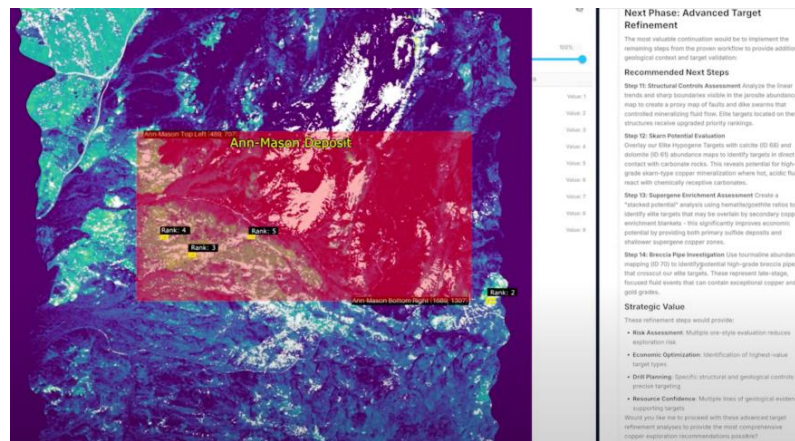 Ann-Mason Top Left (489, 707)
Ann-Mason Deposit
Rank: 4
Rank: 5
Rank: 3
Rank: 2
Ann-Mason Bottom Right (1689, 1307)
100%
Value: 1
Value: 2
Value: 3
Value: 4
Value: 5
Value: 6
Value: 7
Value: 8
Value: 9
Next Phase: Advanced Target
Refinement
The most valuable continuation would be to implement the
remaining steps from the proven workflow to provide
geological context and target validation:
Recommended Next Steps
Step 11: Structural Controls Assessment Analyze the linear
trends and sharp boundaries visible in the jarosite
map to create a proxy map of faults and dike swarms that
controlled mineralizing fluid flow. Elite targets located on the
structures receive upgraded priority rankings.
Step 12: Skarn Potential Evaluation
Overlay our Elite Hypogene Targets with calcite (ID 68) and
dolomite (ID 61) abundance maps to identify targets in direct
contact with carbonate rocks. This reveals potential for
grade skarn-type copper mineralization where hot, acidic
react with chemically receptive carbonates.
Step 13: Supergene Enrichment Assessment Create a
"stacked potential" analysis using hematite/goethite ratios to
identify elite targets that may be overlain by secondary
enrichment blankets - this significantly improves economic
potential by providing both primary sulfide deposits and
shallower supergene copper zones.
Step 14: Breccia Pipe Investigation Use tourmaline
mapping (ID 70) to identify potential high-grade breccia pipe
that crosscut our elite targets. These represent late-stage,
focused fluid events that can contain exceptional copper and
gold grades.
Strategic Value
These refinement steps would provide:
• Risk Assessment: Multiple ore-style evaluation reduces
exploration risk
• Economic Optimization: Identification of highest-value
target types
• Drill Planning: Specific structural and geological controls
precise targeting
• Resource Confidence: Multiple lines of geological
supporting targets
Would you like me to proceed with these advanced target
refinement analyses to provide the most comprehensive
copper exploration recommendations possible?